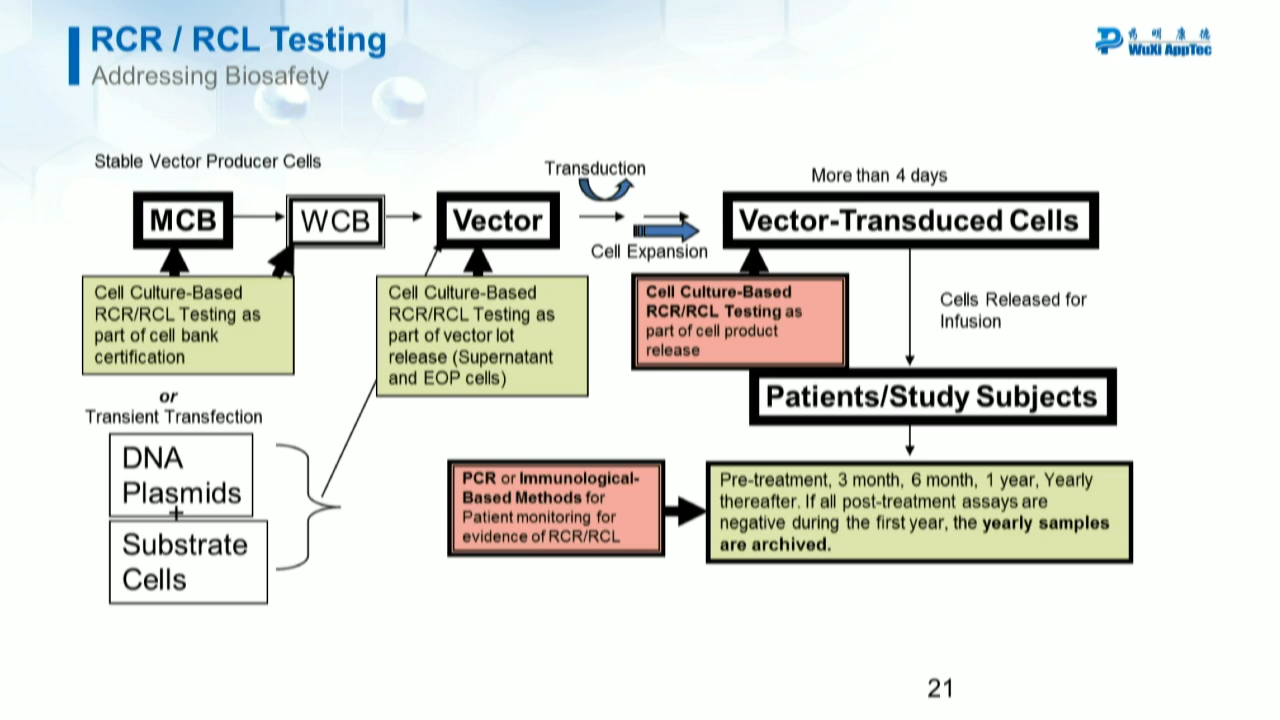 RCR / RCL Testing
Addressing Biosafety
药 明 康 德
WuXi AppTec
Stable Vector Producer Cells
Transduction
More than 4 days
MCB
WCB
Vector
Vector-Transduced Cells
Cell Expansion
Cell Culture-Based
RCR/RCL Testing as
part of cell bank
certification
Cell Culture-Based
RCR/RCL Testing as
part of vector lot
release (Supernatant
and EOP cells)
Cell Culture-Based
RCR/RCL Testing as
part of cell product
release
Cells Released for
Infusion
or
Transient Transfection
Patients/Study Subjects
DNA
Plasmids
+
Substrate
Cells
PCR or Immunological-
Based Methods for
Patient monitoring for
evidence of RCR/RCL
Pre-treatment, 3 month, 6 month, 1 year, Yearly
thereafter. If all post-treatment assays are
negative during the first year, the yearly samples
are archived.
21